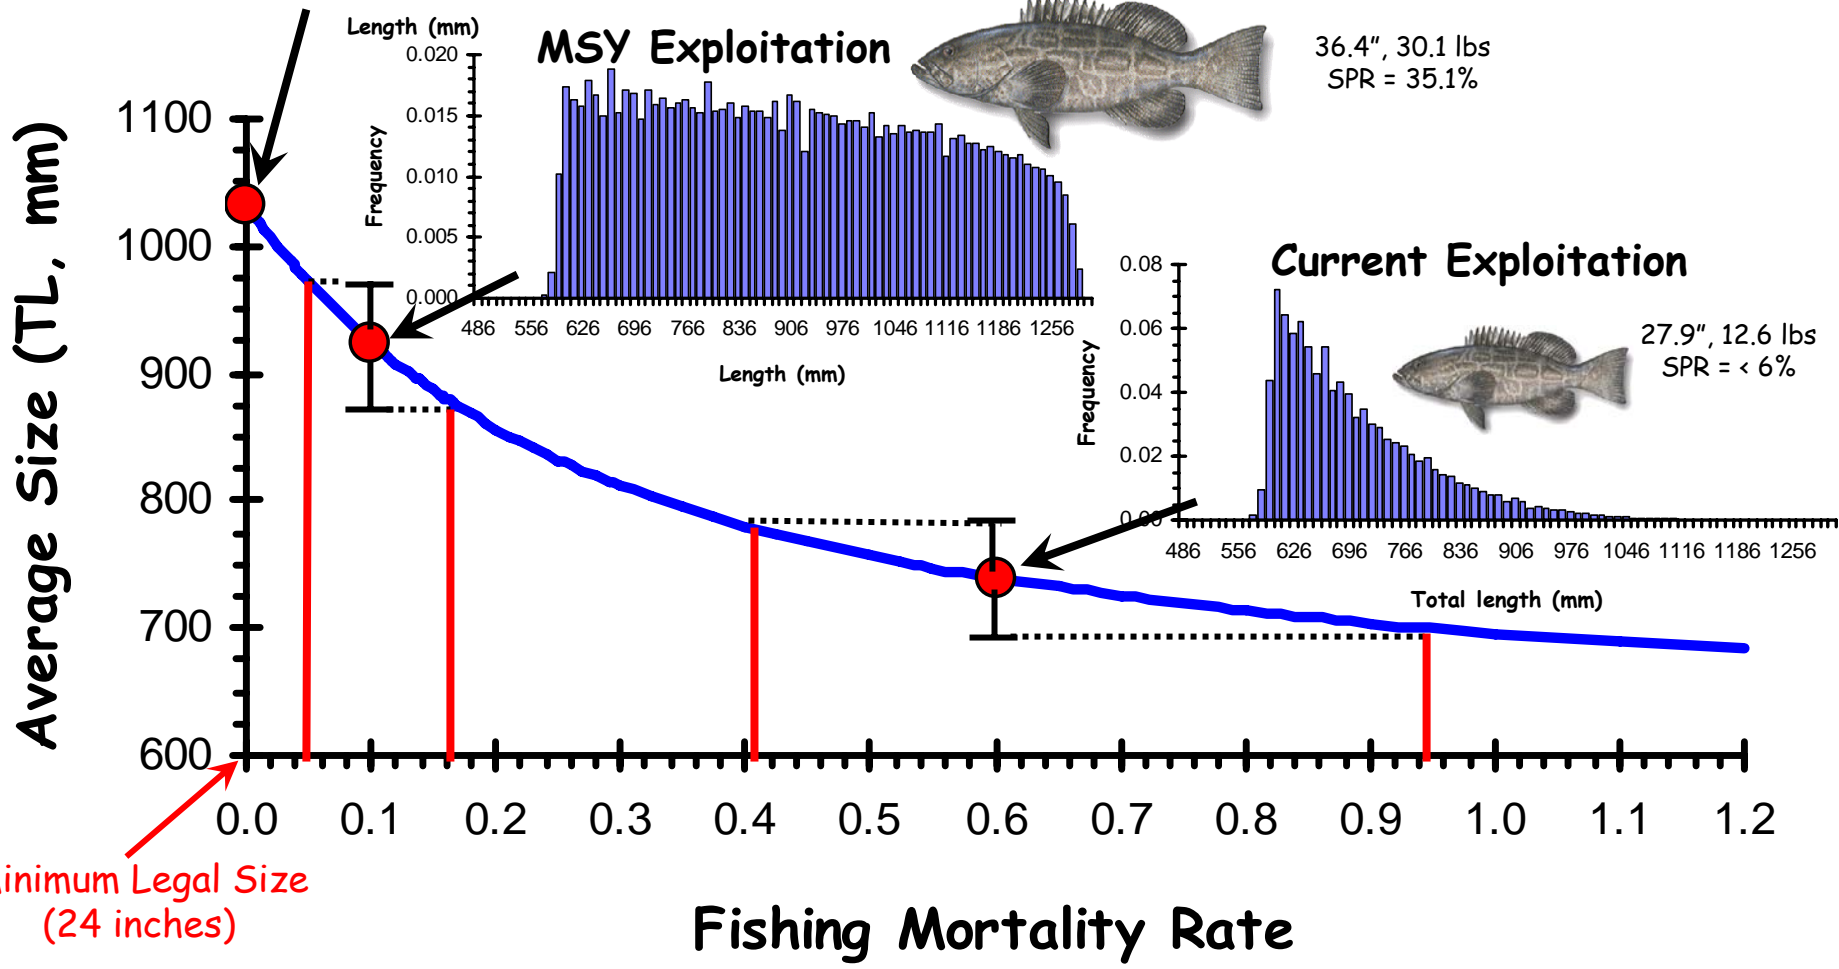 Length (mm)
MSY Exploitation
36.4", 30.1 lbs
SPR = 35.1%
0.020
0.015
0.010
0.005
0.000
Frequency
486 556 626 696 766 836 906 976 1046 1116 1186 1256
Length (mm)
Current Exploitation
27.9", 12.6 lbs
SPR = < 6%
0.08
0.06
0.04
0.02
0.00
Frequency
486 556 626 696 766 836 906 976 1046 1116 1186 1256
Total length (mm)
Average Size (TL, mm)
1100
1000
900
800
700
600
0.0 0.1 0.2 0.3 0.4 0.5 0.6 0.7 0.8 0.9 1.0 1.1 1.2
inimum Legal Size
(24 inches)
Fishing Mortality Rate